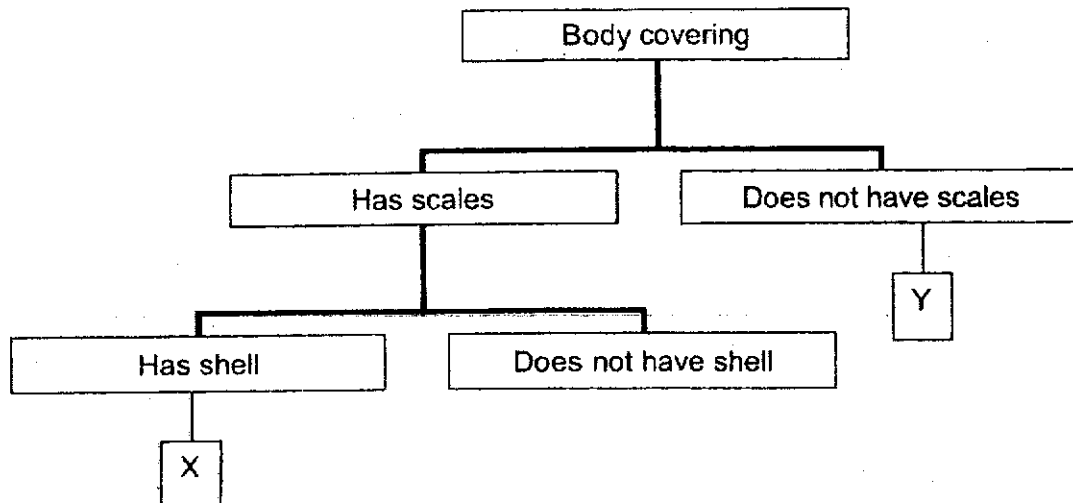 Body covering
Has scales
Does not have scales
Y
Has shell
Does not have shell
X